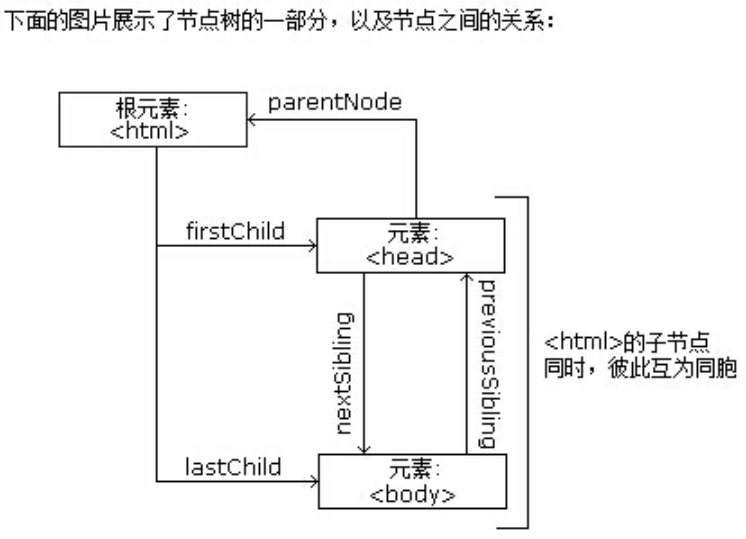 下面的图片展示了节点树的一部分，以及节点之间的关系：
parentNode
根元素:
<html>
firstChild
元素:
<head>
nextSibling
previousSibling
<html>的子节点
同时，彼此互为同胞
lastChild
元素:
<body>